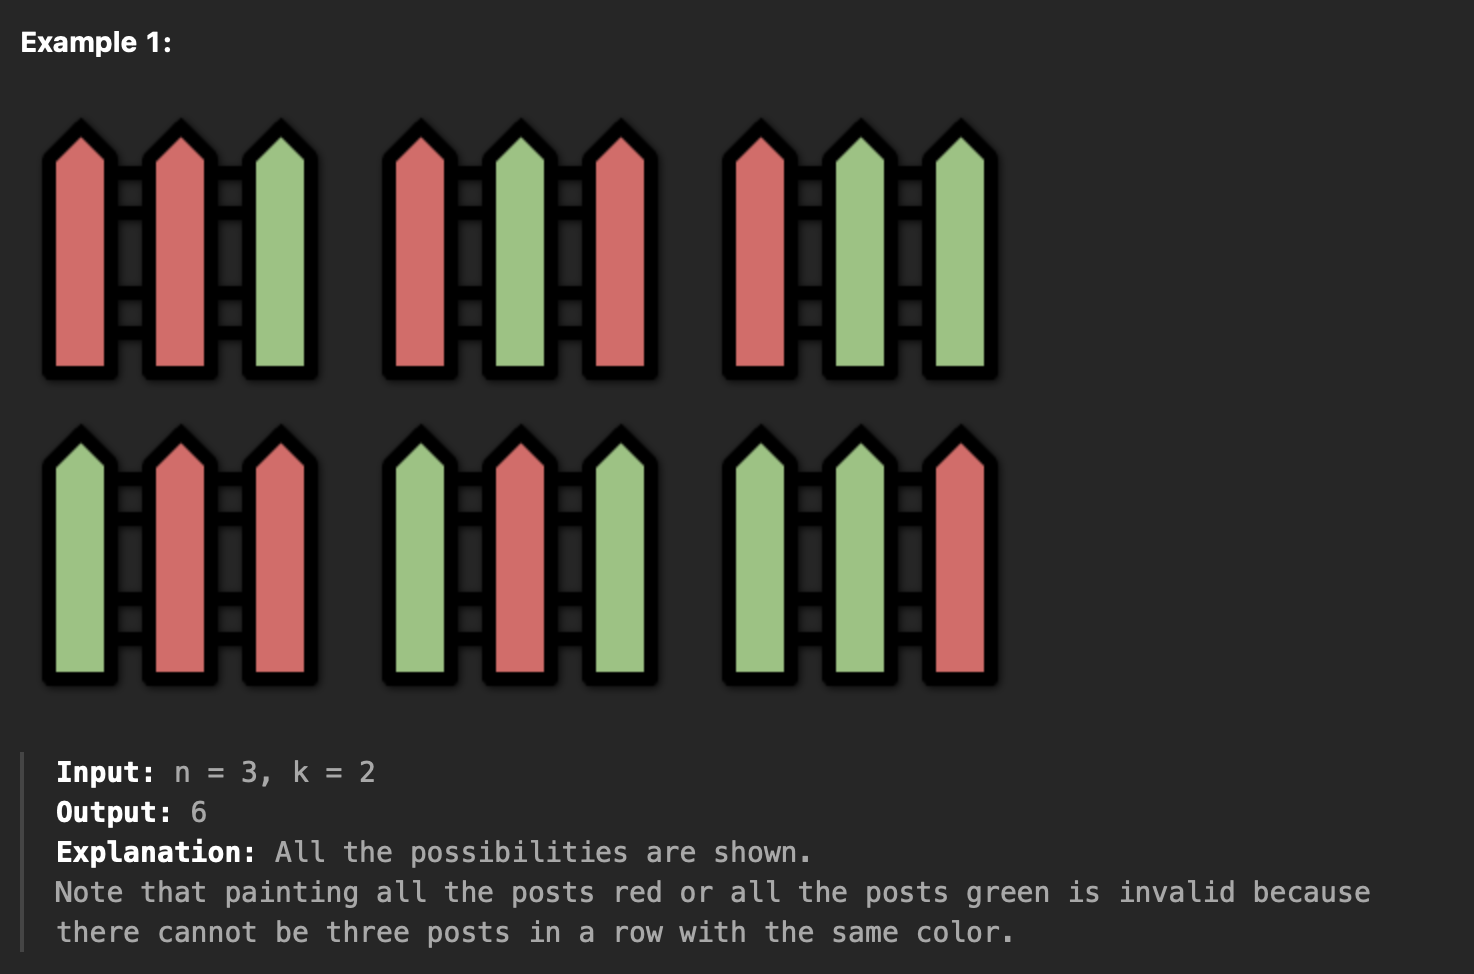 Example 1:
Input: n = 3, k = 2
Output: 6
Explanation: All the possibilities are shown.
Note that painting all the posts red or all the posts green is invalid because
there cannot be three posts in a row with the same color.